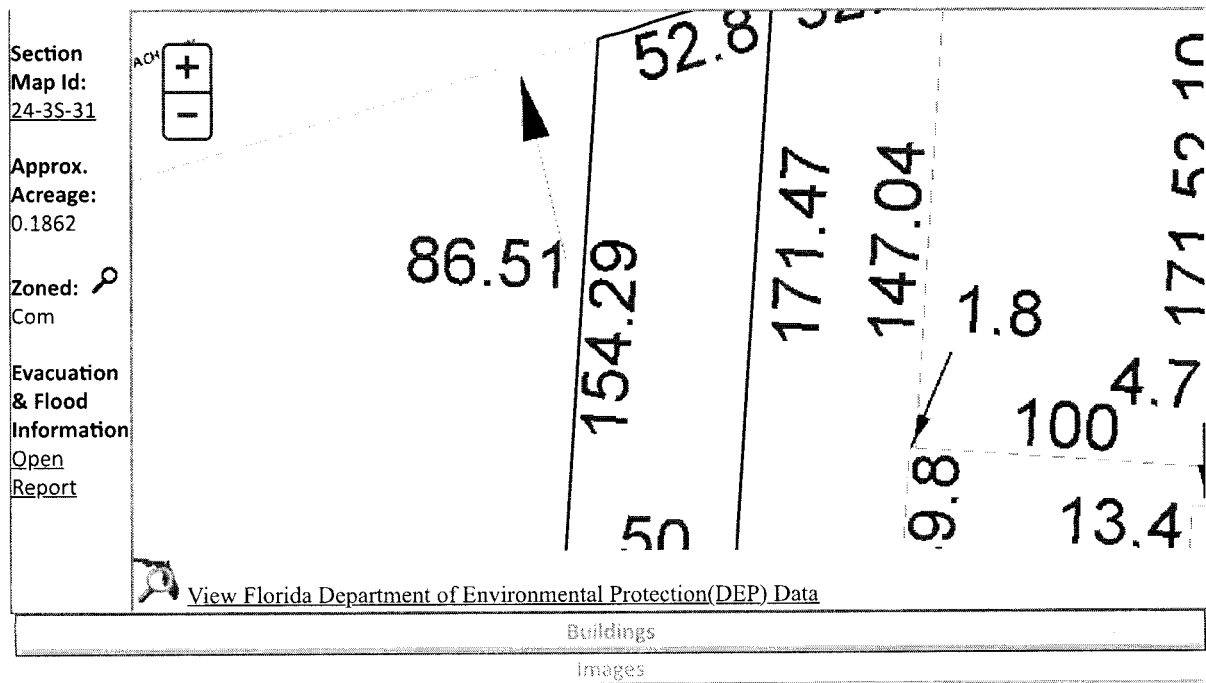 Section
Map Id:
24-3S-31
Approx.
Acreage:
0.1862
Zoned:
Com
Evacuation
& Flood
Information
Open
Report
ACH
+
−
52.8
86.51
154.29
171.47
147.04
1.8
4.7
100
9.8
13.4
50
View Florida Department of Environmental Protection(DEP) Data
Buildings
Images